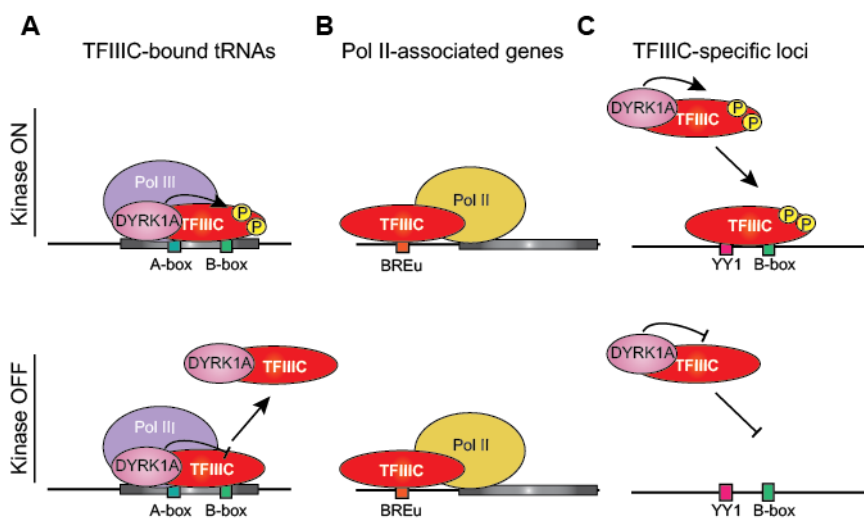 A
TFIIIC-bound tRNAs
B
Pol II-associated genes
C
TFIIIC-specific loci
Kinase ON
Pol III
DYRK1A
TFIIIC
P
P
A-box
B-box
Pol II
TFIIIC
BREu
DYRK1A
TFIIIC
P
P
TFIIIC
P
P
YY1
B-box
Kinase OFF
DYRK1A
TFIIIC
Pol III
DYRK1A
TFIIIC
A-box
B-box
Pol II
TFIIIC
BREu
DYRK1A
TFIIIC
YY1
B-box